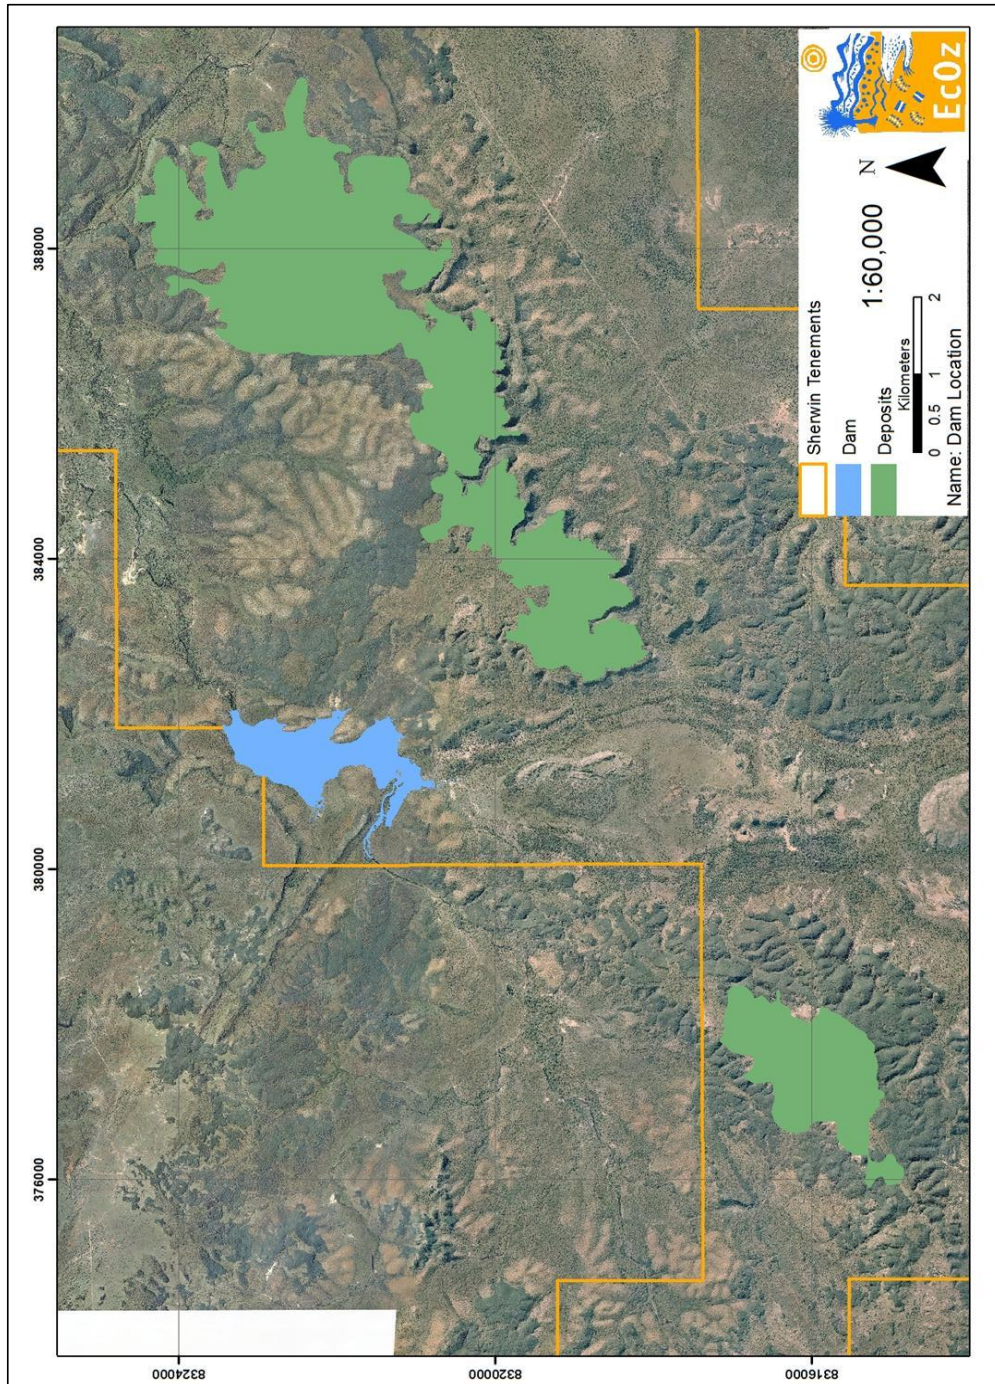 388000
384000
380000
376000
8324000
8320000
8316000
Sherwin Tenements
Dam
Deposits
1:60,000
N
Kilometers
0 0.5 1 2
Name: Dam Location
EcOz